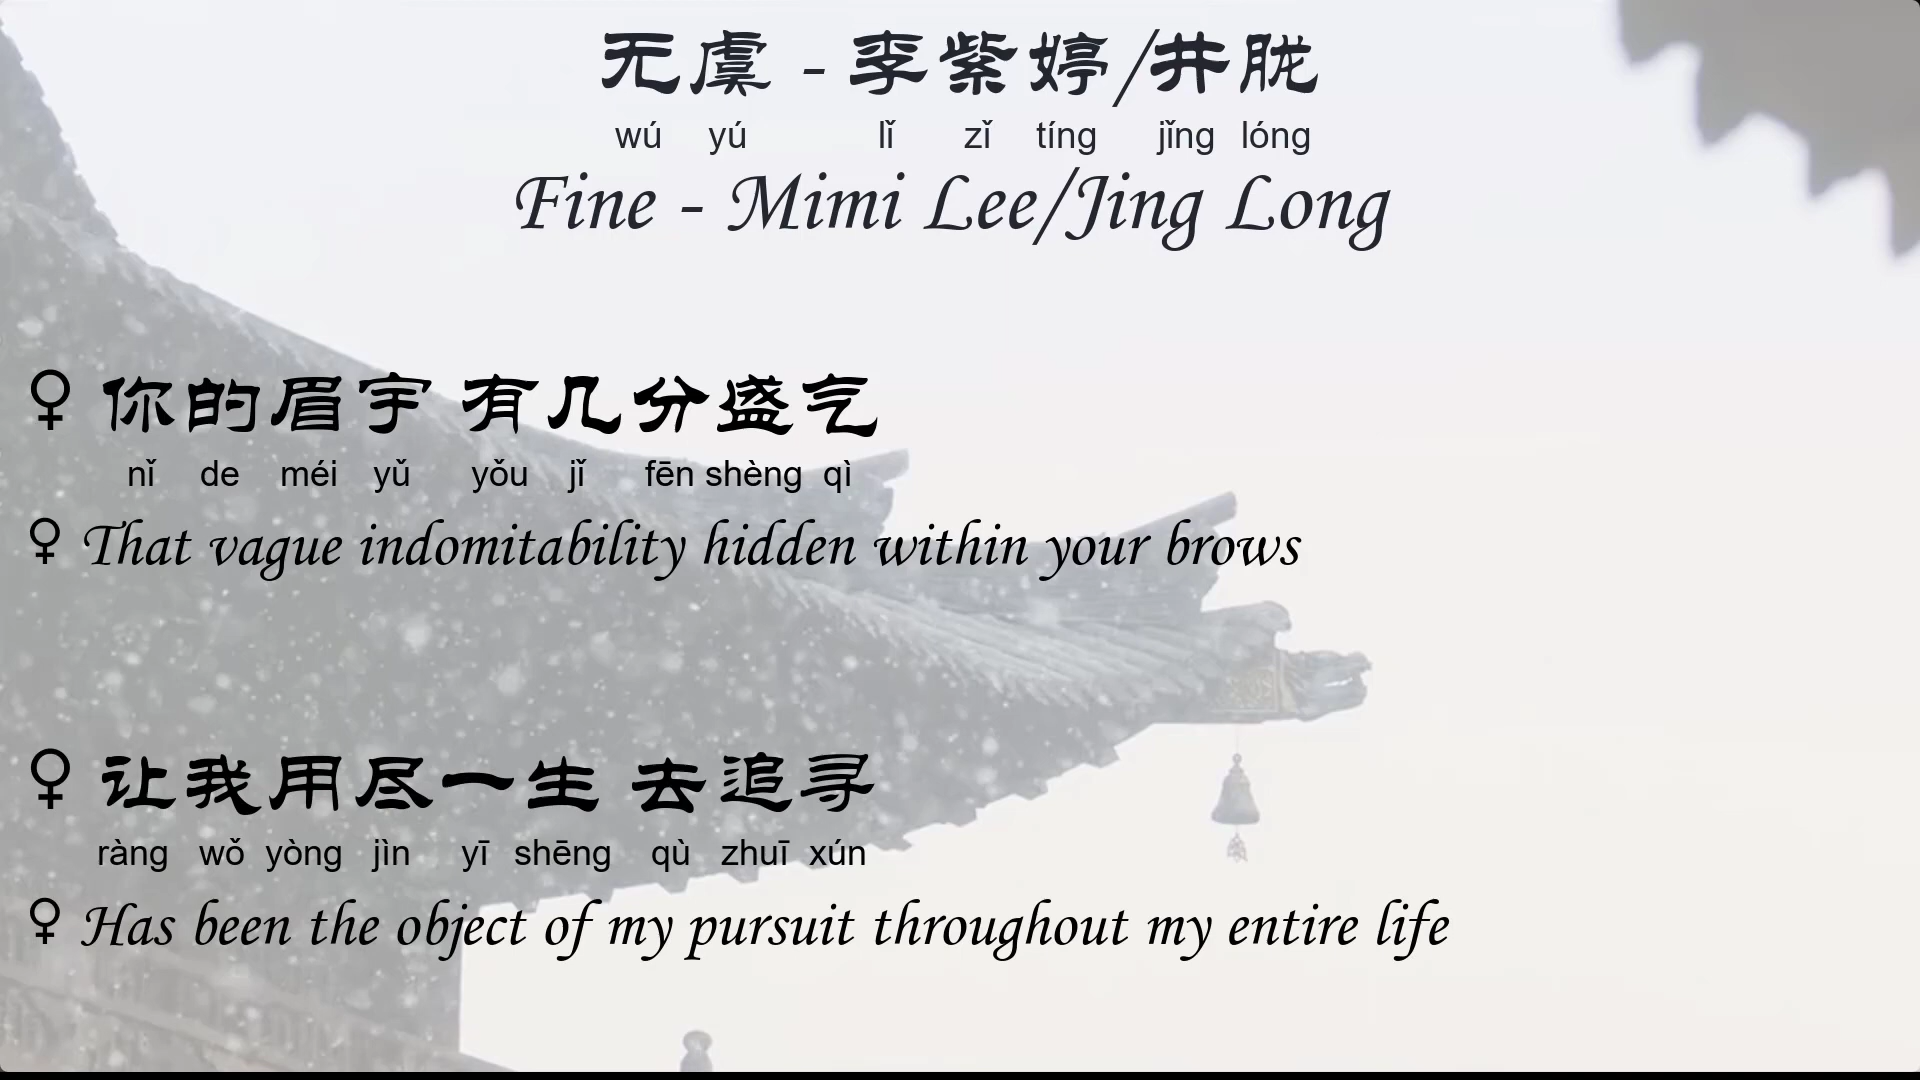 无虞 - 李紫婷/井胧
wú yú lǐ zǐ tíng jǐng lóng
Fine - Mimi Lee/Jing Long
♀ 你的眉宇 有几分盛气
nǐ de méi yǔ yǒu jǐ fēn shèng qì
♀ That vague indomitability hidden within your brows
♀ 让我用尽一生 去追寻
ràng wǒ yòng jìn yī shēng qù zhuī xún
♀ Has been the object of my pursuit throughout my entire life